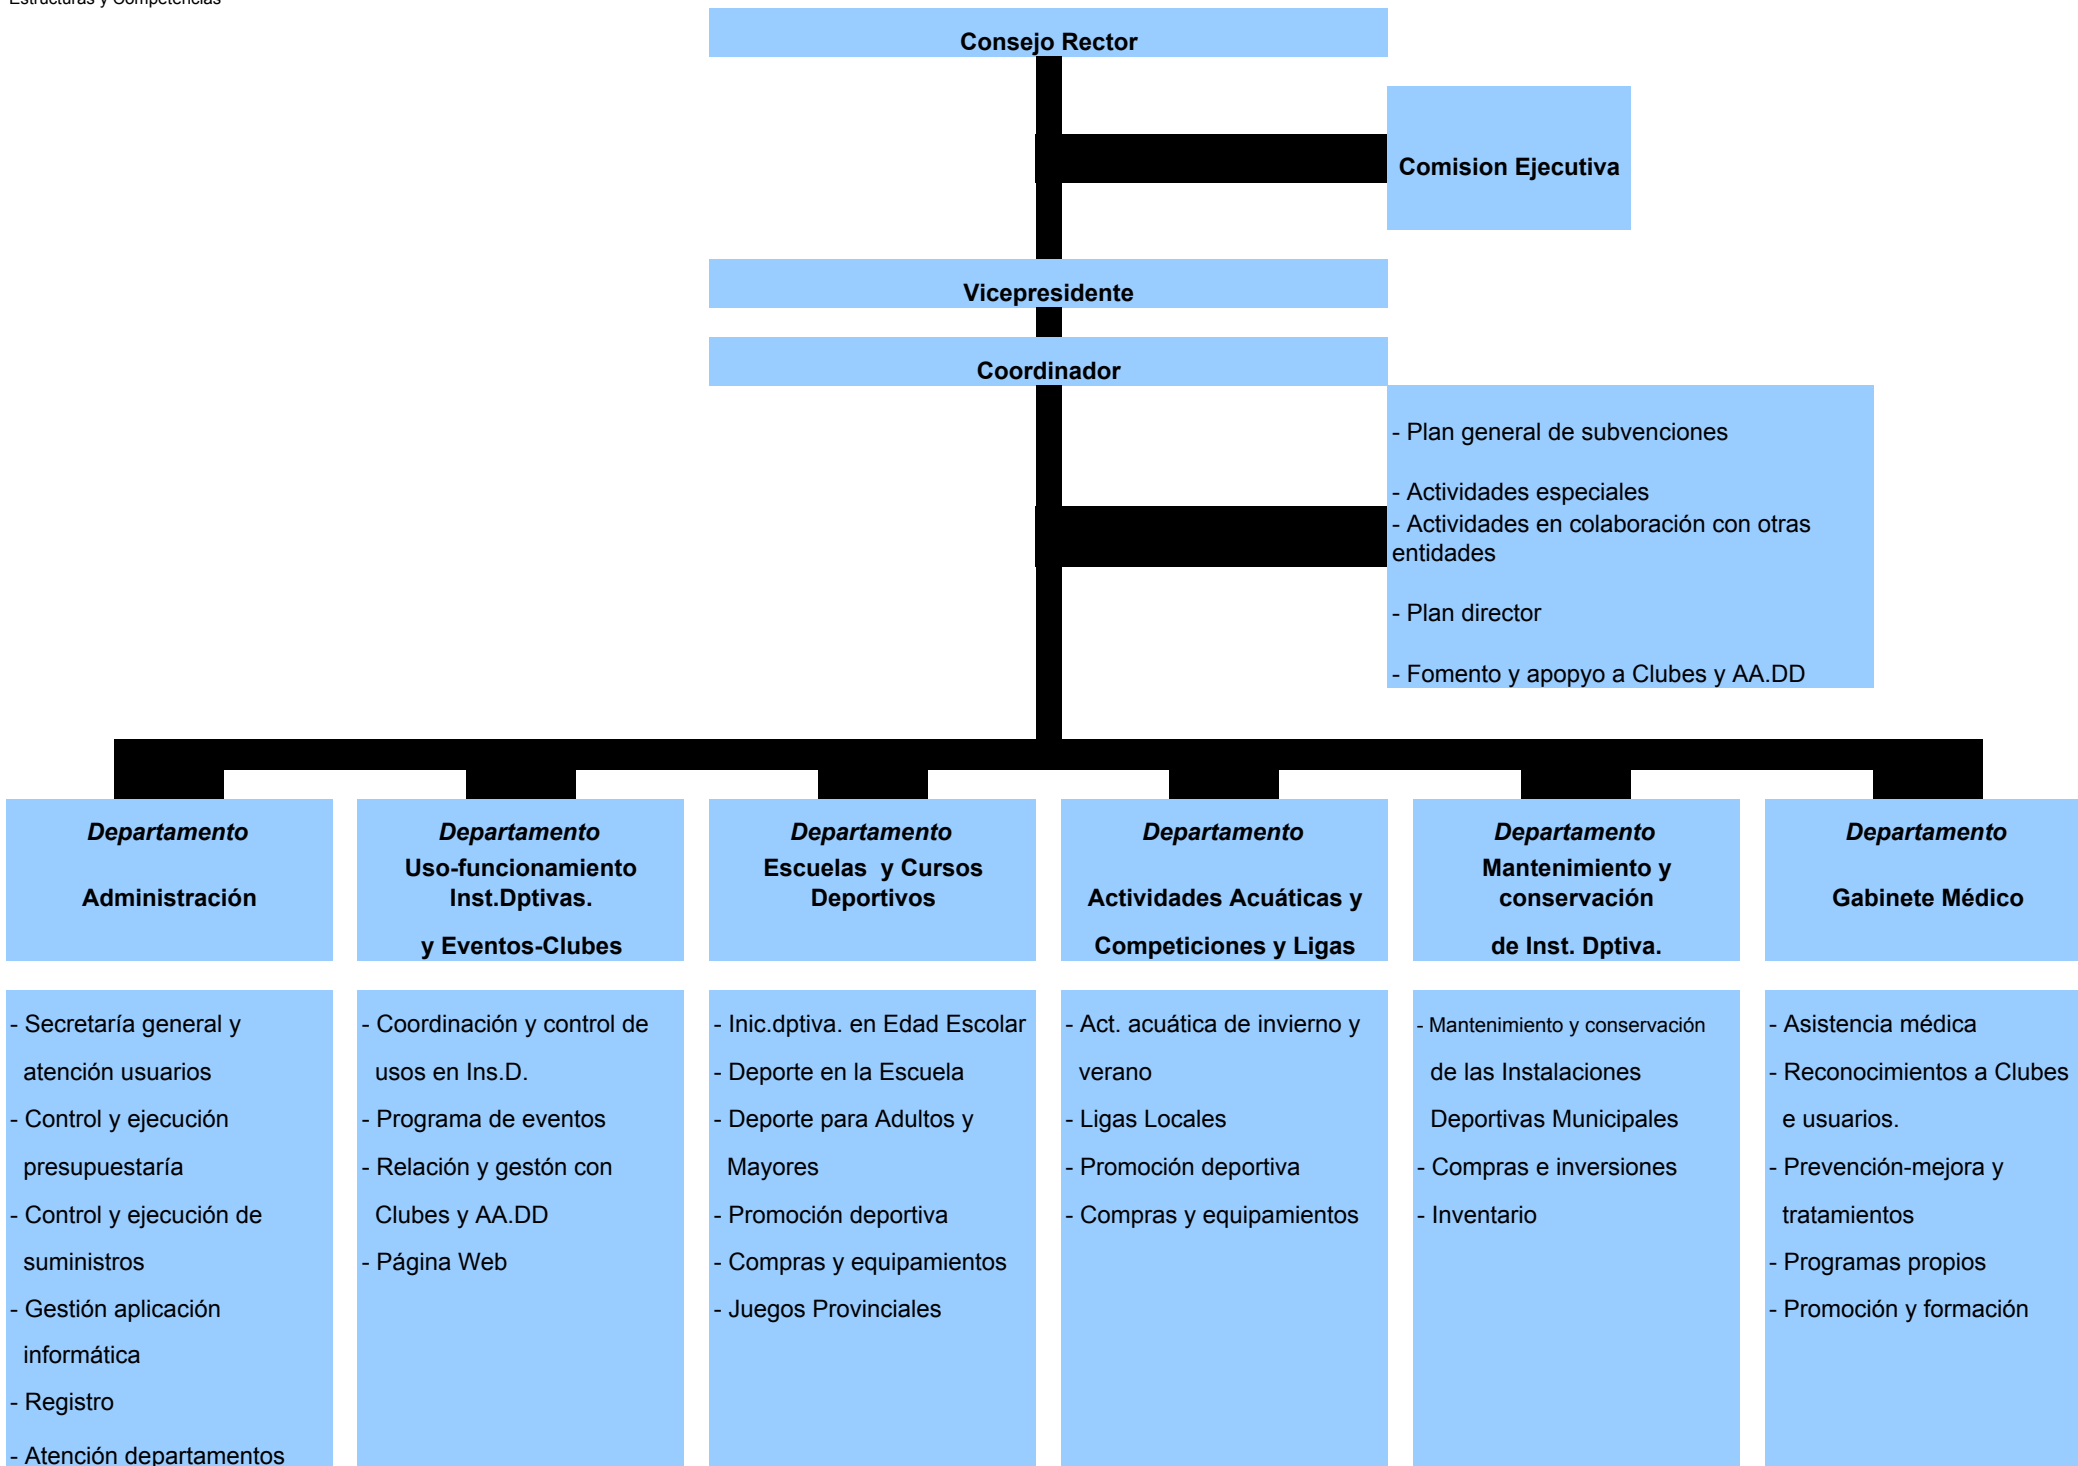 Estructuras y Competencias
Consejo Rector
Comision Ejecutiva
Vicepresidente
Coordinador
- Plan general de subvenciones
- Actividades especiales
- Actividades en colaboración con otras
entidades
- Plan director
- Fomento y apopyo a Clubes y AA.DD
Departamento
Administración
Departamento
Uso-funcionamiento
Inst.Dptivas.
y Eventos-Clubes
Departamento
Escuelas y Cursos
Deportivos
Departamento
Actividades Acuáticas y
Competiciones y Ligas
Departamento
Mantenimiento y
conservación
de Inst. Dptiva.
Departamento
Gabinete Médico
- Secretaría general y
atención usuarios
- Control y ejecución
presupuestaría
- Control y ejecución de
suministros
- Gestión aplicación
informática
- Registro
- Atención departamentos
- Coordinación y control de
usos en Ins.D.
- Programa de eventos
- Relación y gestón con
Clubes y AA.DD
- Página Web
- Inic.dptiva. en Edad Escolar
- Deporte en la Escuela
- Deporte para Adultos y
Mayores
- Promoción deportiva
- Compras y equipamientos
- Juegos Provinciales
- Act. acuática de invierno y
verano
- Ligas Locales
- Promoción deportiva
- Compras y equipamientos
- Mantenimiento y conservación
de las Instalaciones
Deportivas Municipales
- Compras e inversiones
- Inventario
- Asistencia médica
- Reconocimientos a Clubes
e usuarios.
- Prevención-mejora y
tratamientos
- Programas propios
- Promoción y formación